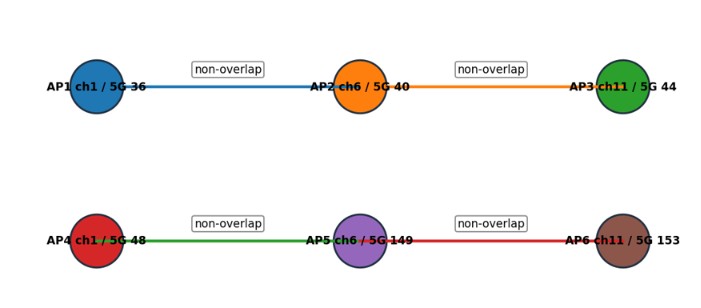 non-overlap non-overlap
AP1 ch1 / 5G 36 AP2 ch6 / 5G 40 AP3 ch11 / 5G 44
non-overlap non-overlap
AP4 ch1 / 5G 48 AP5 ch6 / 5G 149 AP6 ch11 / 5G 153